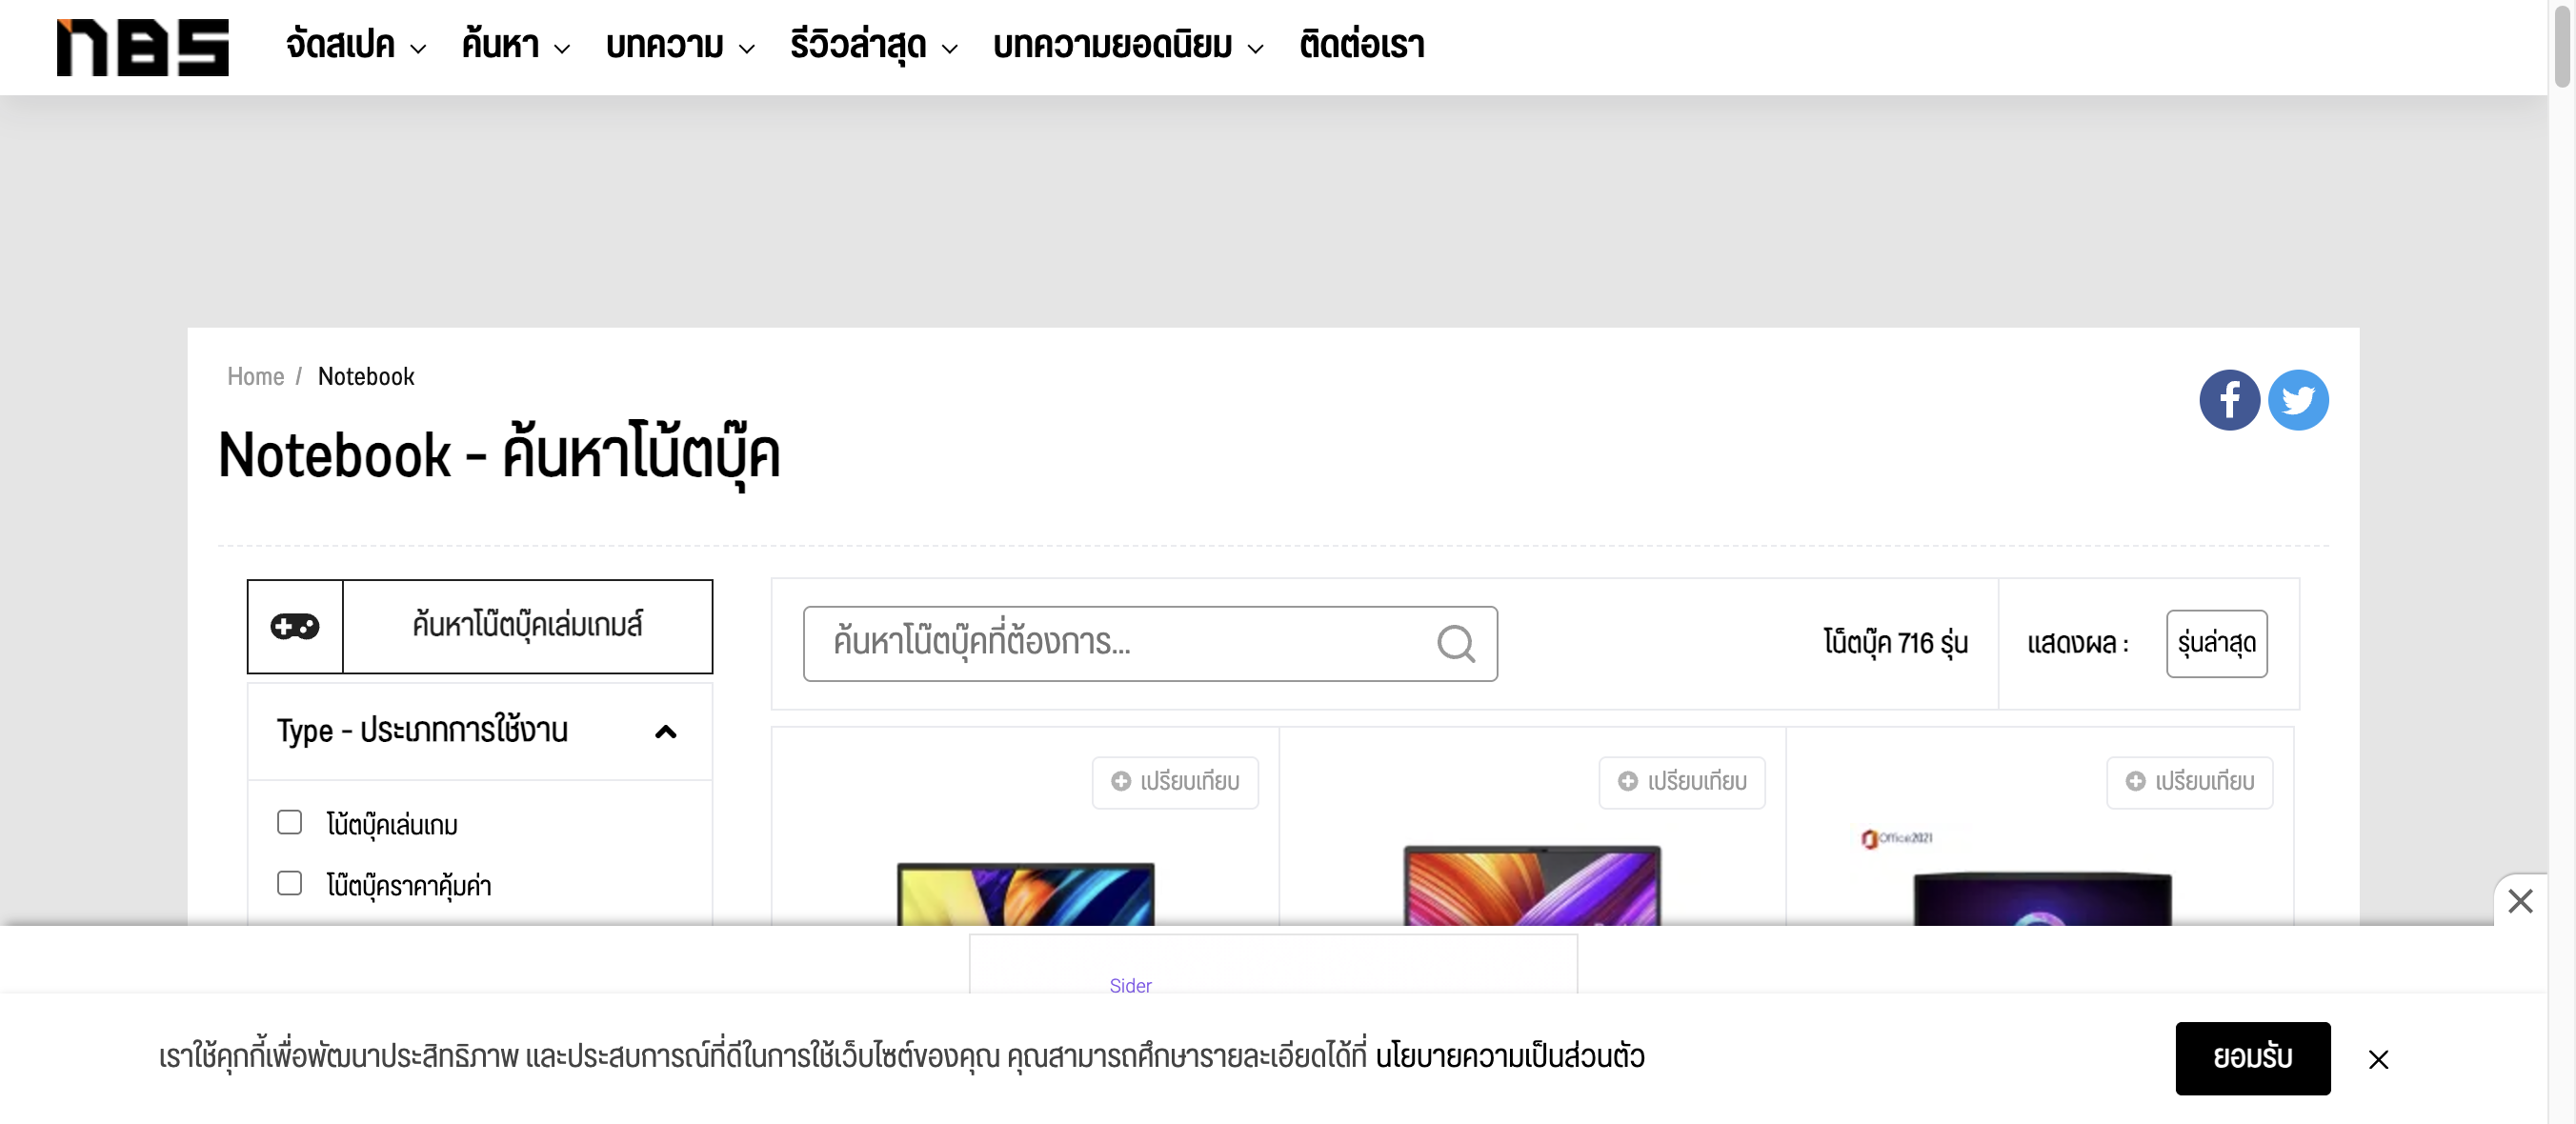 nBS
จัดสเปค ค้นหา บทความ รีวิวล่าสุด บทความยอดนิยม ติดต่อเรา
Home / Notebook
Notebook - ค้นหาโน้ตบุ๊ค
ค้นหาโน๊ตบุ๊คเล่มเกมส์
ค้นหาโน๊ตบุ๊คที่ต้องการ...
โน็ตบุ๊ค 716 รุ่น
แสดงผล :
รุ่นล่าสุด
Type - ประเภทการใช้งาน
เปรียบเทียบ เปรียบเทียบ เปรียบเทียบ
โน้ตบุ๊คเล่นเกม
Office2021
โน๊ตบุ๊คราคาคุ้มค่า
Sider
เราใช้คุกกี้เพื่อพัฒนาประสิทธิภาพ และประสบการณ์ที่ดีในการใช้เว็บไซต์ของคุณ คุณสามารถศึกษารายละเอียดได้ที่ นโยบายความเป็นส่วนตัว
ยอมรับ